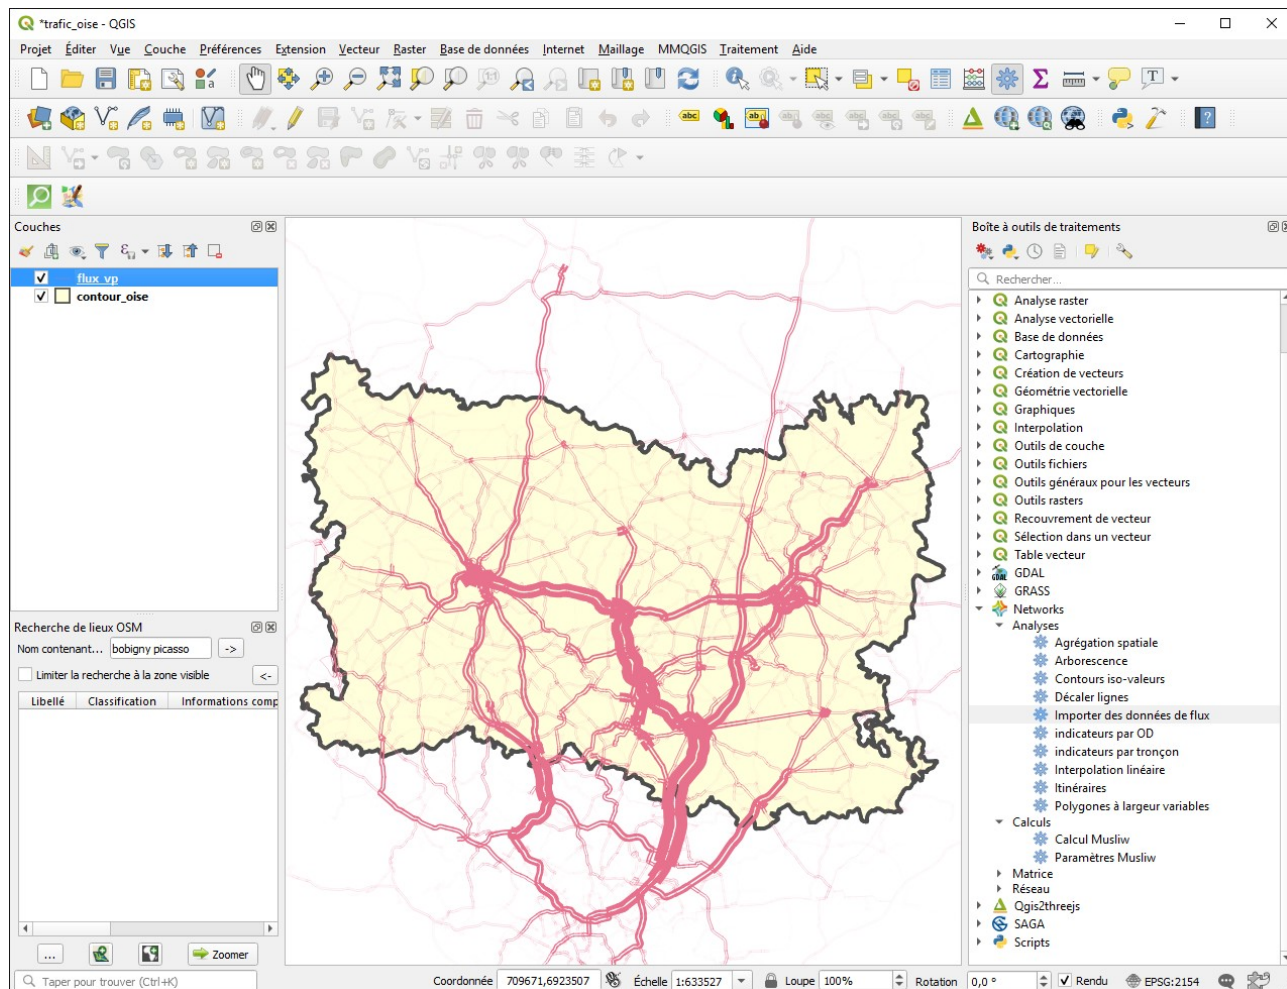 *trafic_oise - QGIS
Projet Éditer Vue Couche Préférences Extension Vecteur Raster Base de données Internet Maillage MMQGIS Traitement Aide
Couches
flux_vp
contour_oise
Recherche de lieux OSM
Nom contenant... bobigny picasso ->
Limiter la recherche à la zone visible <-
Libellé Classification Informations comp
... Zoomer
Taper pour trouver (Ctrl+K)
Boîte à outils de traitements
Rechercher...
Analyse raster
Analyse vectorielle
Base de données
Cartographie
Création de vecteurs
Géométrie vectorielle
Graphiques
Interpolation
Outils de couche
Outils fichiers
Outils généraux pour les vecteurs
Outils rasters
Recouvrement de vecteur
Sélection dans un vecteur
Table vecteur
GDAL
GRASS
Networks
Analyses
Agrégation spatiale
Arborescence
Contours iso-valeurs
Décaler lignes
Importer des données de flux
indicateurs par OD
indicateurs par tronçon
Interpolation linéaire
Itinéraires
Polygones à largeur variables
Calculs
Calcul Musliw
Paramètres Musliw
Matrice
Réseau
Qgis2threejs
SAGA
Scripts
Coordonnée 709671,6923507 Échelle 1:633527 Loupe 100% Rotation 0,0 ° Rendu EPSG:2154